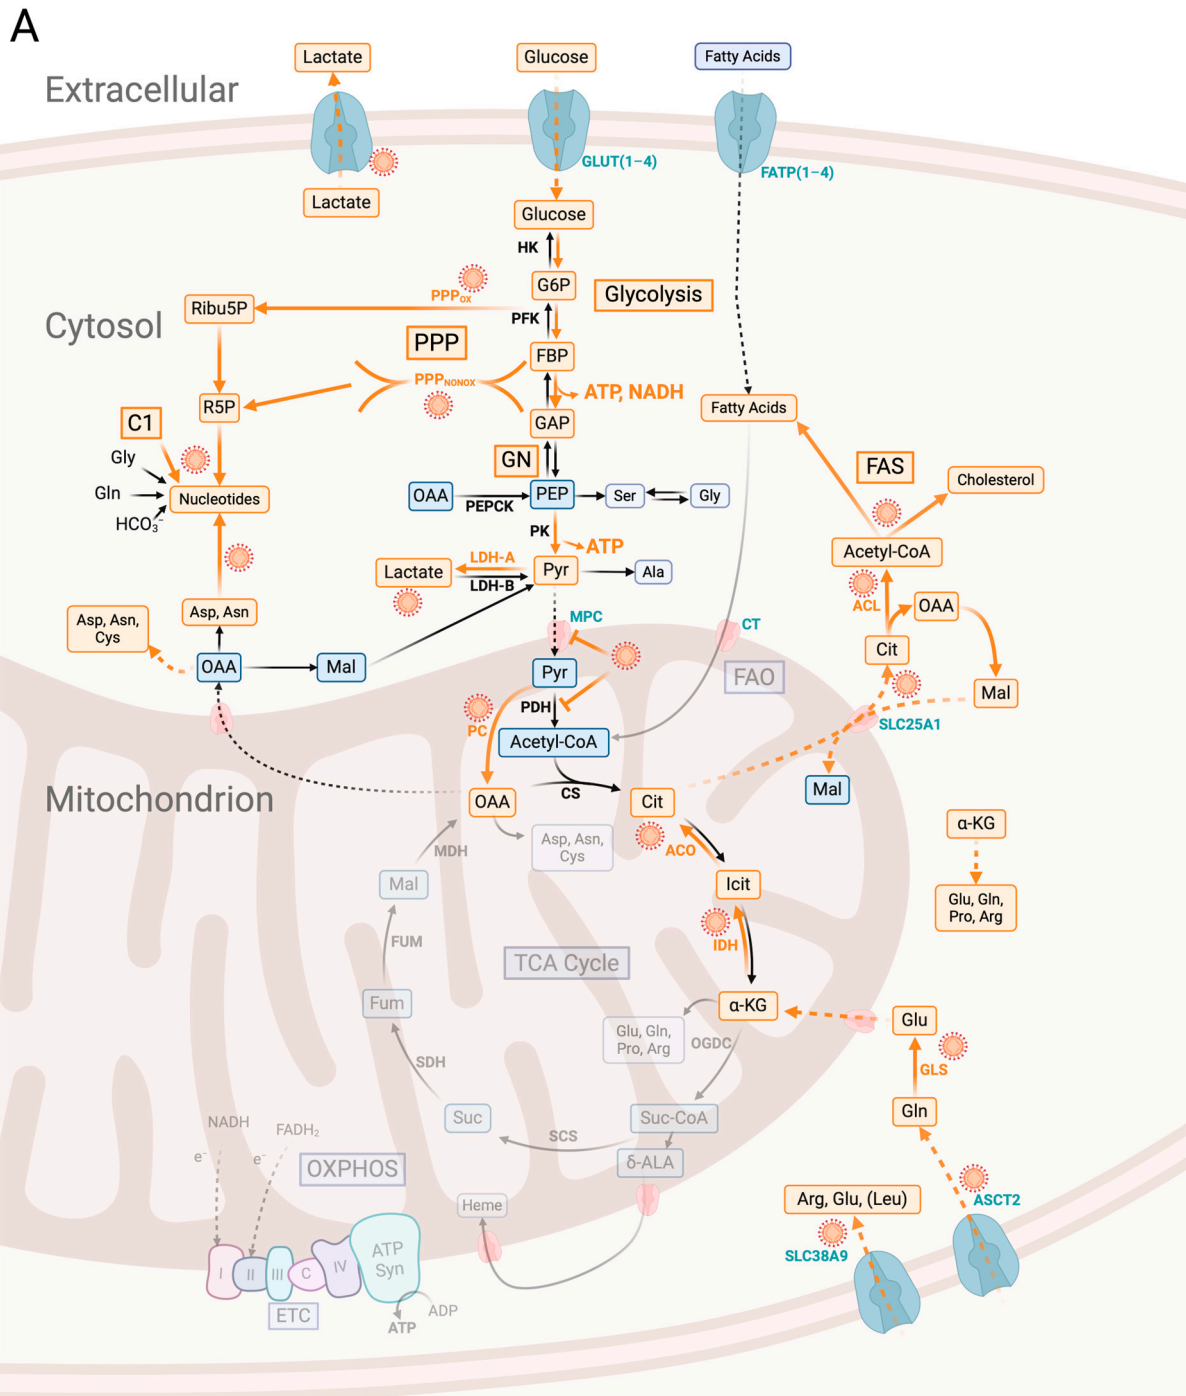 A
Lactate
Glucose
Fatty Acids
Extracellular
GLUT(1–4)
FATP(1–4)
Lactate
Glucose
HK
G6P
Glycolysis
PPPOX
Ribu5P
PFK
Cytosol
PPP
FBP
PPPNONOX
ATP, NADH
R5P
Fatty Acids
C1
GAP
Gly
GN
FAS
Gln
Nucleotides
OAA
PEPCK
PEP
Ser
Gly
Cholesterol
HCO3−
PK
ATP
Acetyl-CoA
Lactate
LDH-A
LDH-B
Pyr
Ala
ACL
OAA
Asp, Asn,
Cys
Asp, Asn
MPC
CT
Cit
OAA
Mal
Pyr
FAO
Mal
PDH
PC
SLC25A1
Acetyl-CoA
Mitochondrion
OAA
CS
Cit
Mal
α-KG
MDH
Asp, Asn,
Cys
ACO
Mal
Icit
Glu, Gln,
Pro, Arg
FUM
IDH
TCA Cycle
Fum
α-KG
Glu
Glu, Gln,
Pro, Arg
OGDC
SDH
GLS
Suc
Suc-CoA
Gln
NADH
FADH2
SCS
e−
e−
OXPHOS
δ-ALA
Heme
Arg, Glu, (Leu)
ASCT2
SLC38A9
I
II
III
C
IV
ATP
Syn
ETC
ADP
ATP